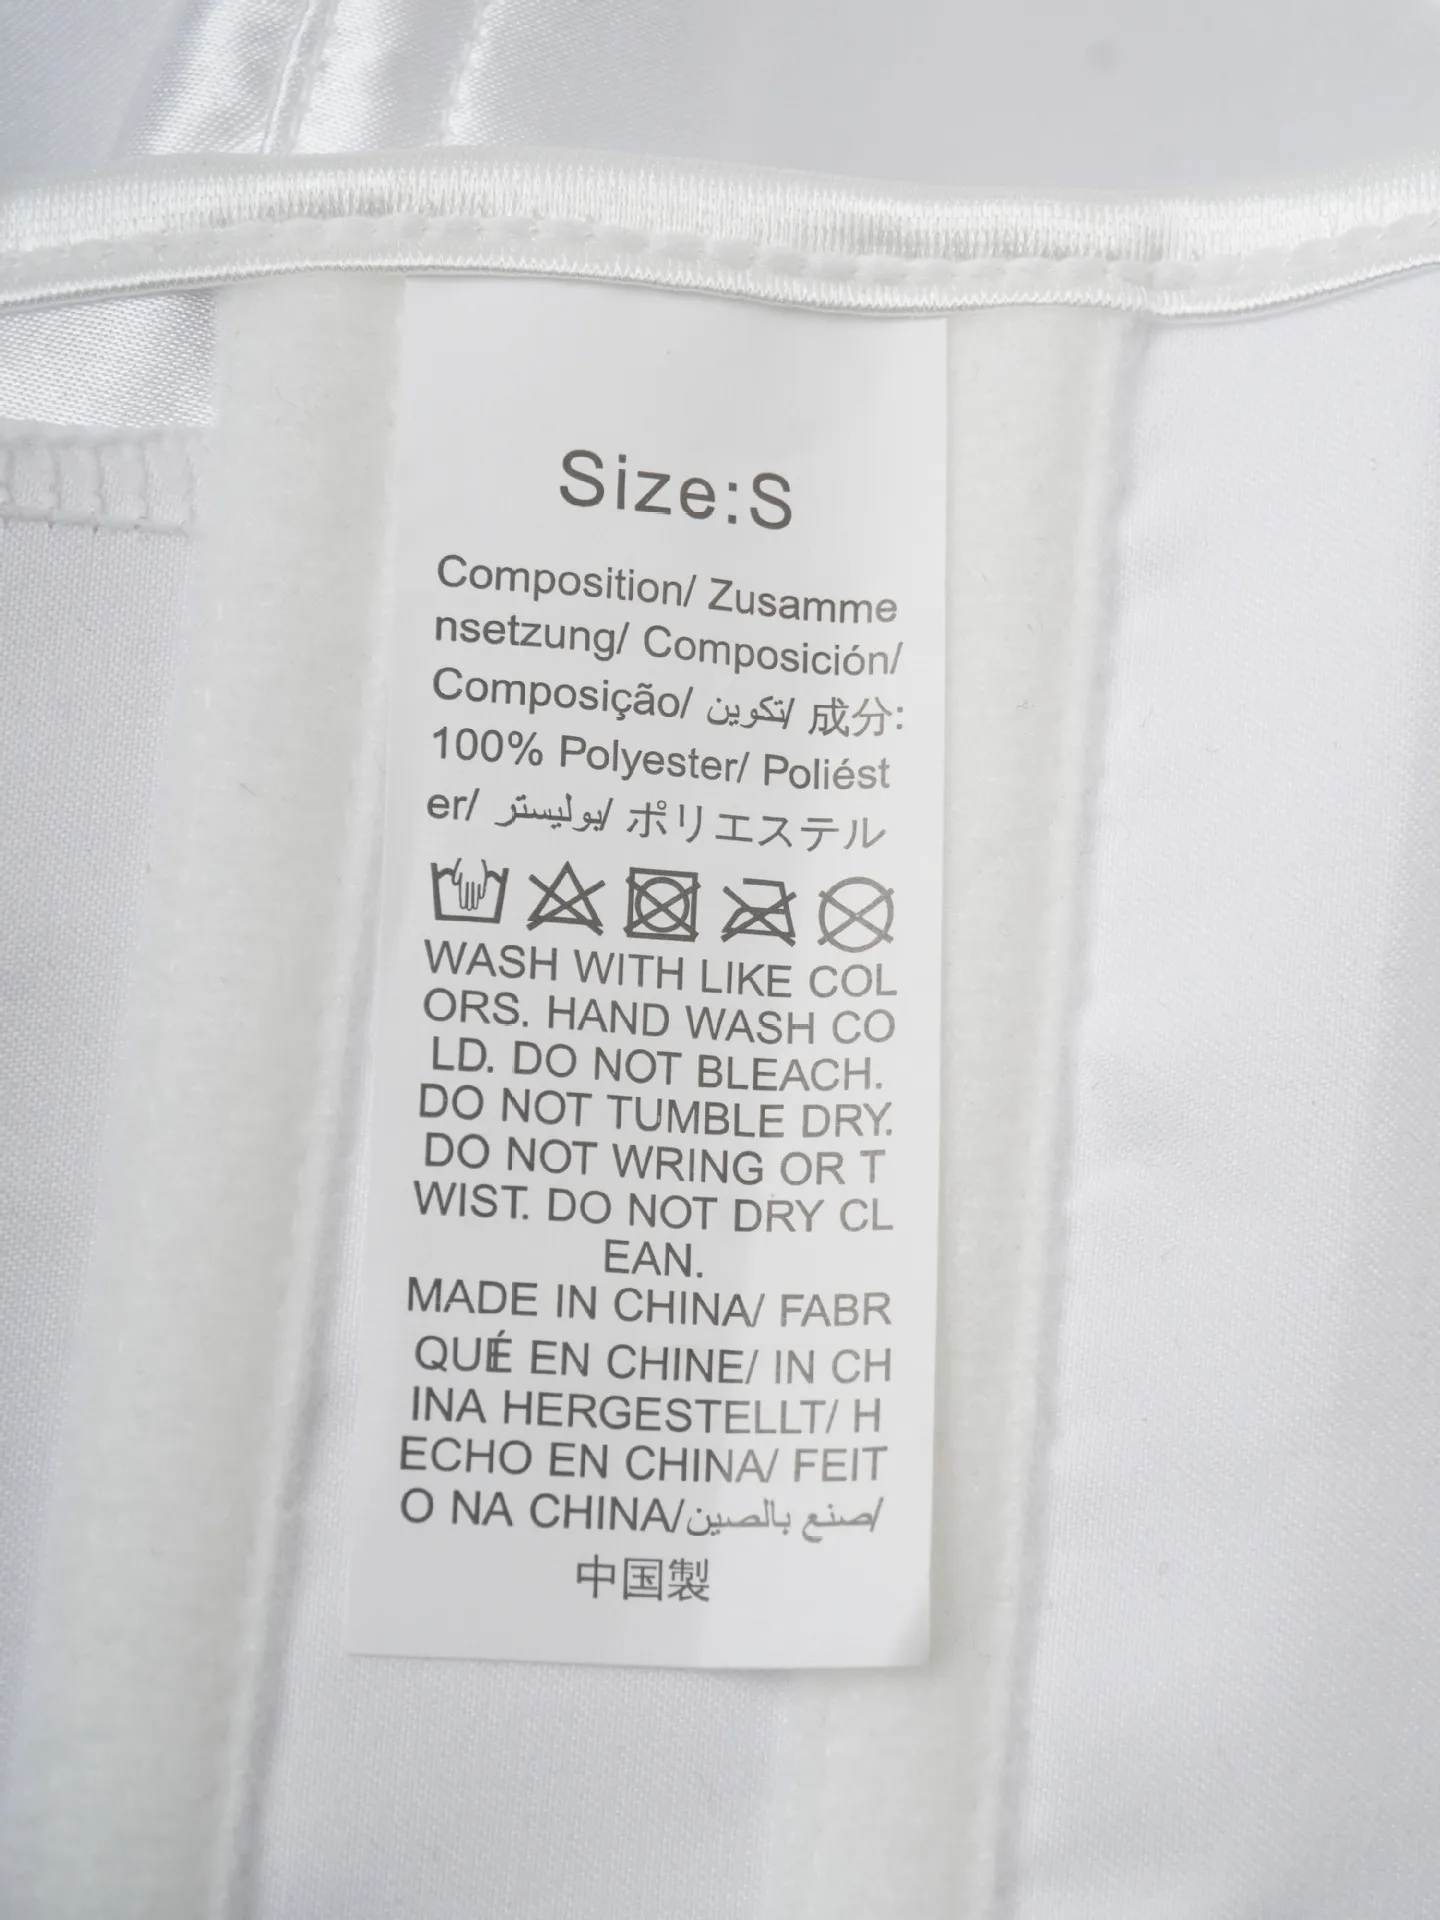 Size:S
Composition/ Zusamme
nsetzung/ Composición/
Composição/ تكوين/ 成分:
100% Polyester/ Poliést
er/ بوليستر/ ポリエステル
WASH WITH LIKE COL
ORS. HAND WASH CO
LD. DO NOT BLEACH.
DO NOT TUMBLE DRY.
DO NOT WRING OR T
WIST. DO NOT DRY CL
EAN.
MADE IN CHINA/ FABR
QUÉ EN CHINE/ IN CH
INA HERGESTELLT/ H
ECHO EN CHINA/ FEIT
O NA CHINA/صنع بالصين/
中国製